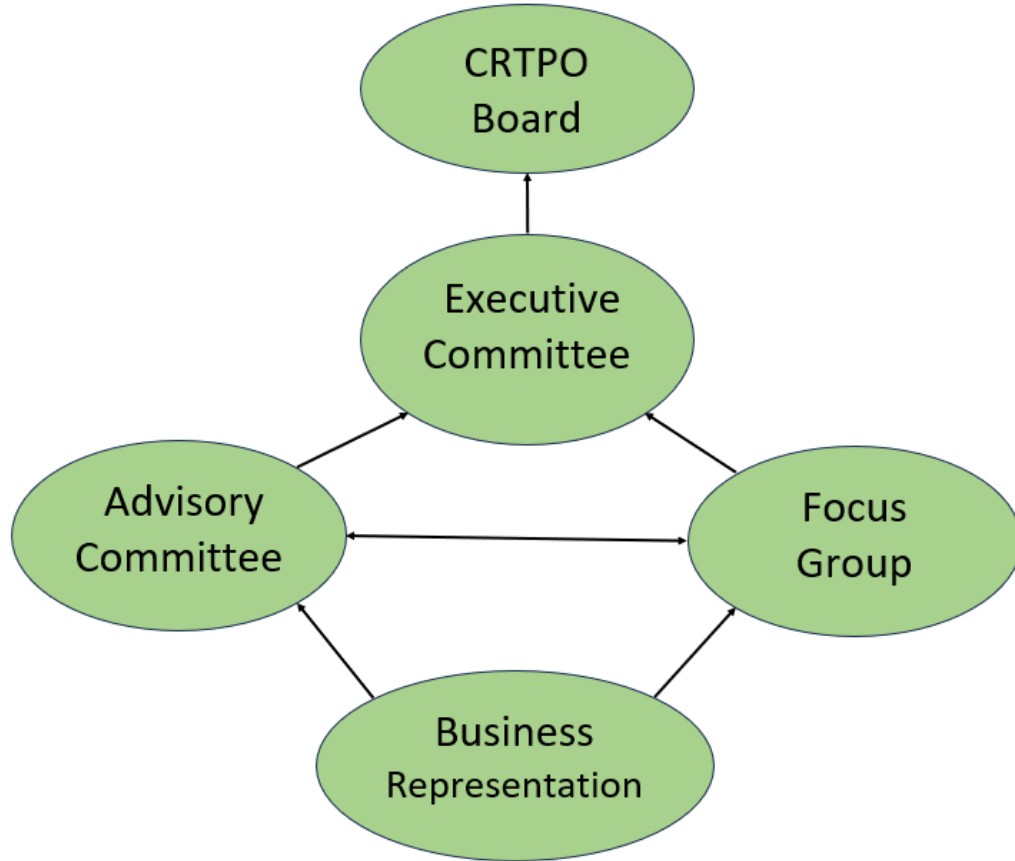 CRTPO
Board
Executive
Committee
Advisory
Committee
Focus
Group
Business
Representation